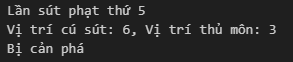 Lần sút phạt thứ 5
Vị trí cú sút: 6, Vị trí thủ môn: 3
Bị cản phá